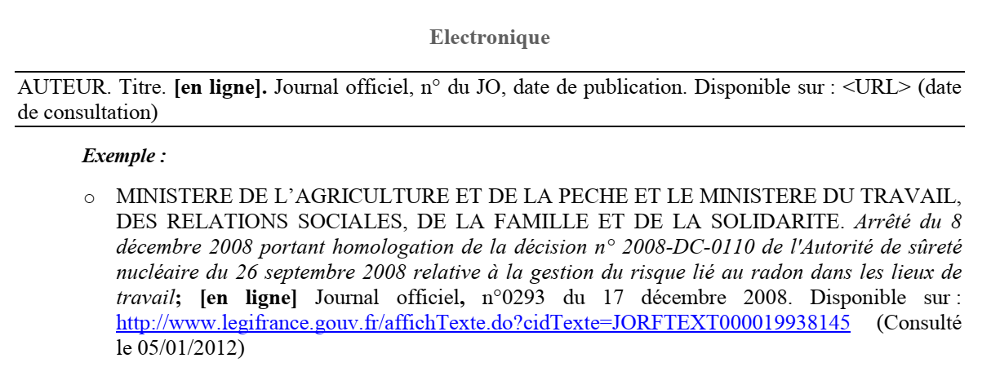 Electronique
AUTEUR. Titre. [en ligne]. Journal officiel, n° du JO, date de publication. Disponible sur : <URL> (date
de consultation)
Exemple :
o MINISTERE DE L’AGRICULTURE ET DE LA PECHE ET LE MINISTERE DU TRAVAIL,
DES RELATIONS SOCIALES, DE LA FAMILLE ET DE LA SOLIDARITE. Arrêté du 8
décembre 2008 portant homologation de la décision n° 2008-DC-0110 de l'Autorité de sûreté
nucléaire du 26 septembre 2008 relative à la gestion du risque lié au radon dans les lieux de
travail; [en ligne] Journal officiel, n°0293 du 17 décembre 2008. Disponible sur :
http://www.legifrance.gouv.fr/affichTexte.do?cidTexte=JORFTEXT000019938145 (Consulté
le 05/01/2012)